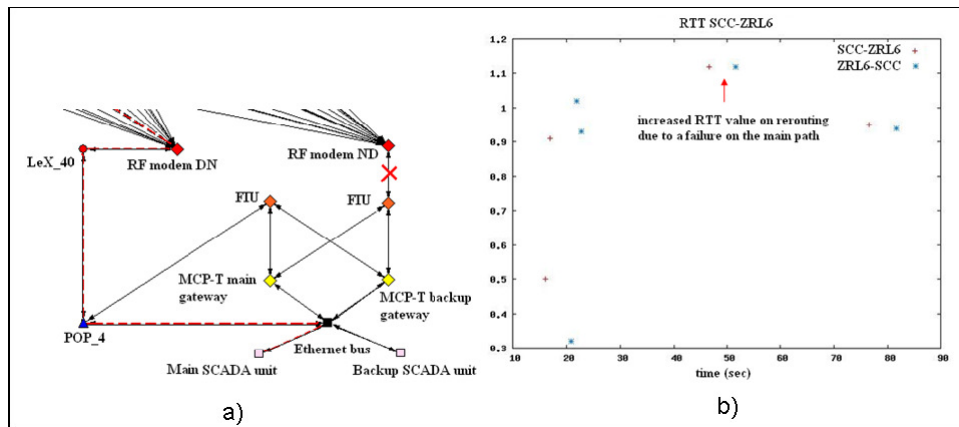 LeX_40
RF modem DN
RF modem ND
FIU
FIU
MCP-T main
gateway
MCP-T backup
gateway
POP_4
Ethernet bus
Main SCADA unit
Backup SCADA unit
a)
RTT SCC-ZRL6
1.2
1.1
1
0.9
0.8
0.7
0.6
0.5
0.4
0.3
SCC-ZRL6
ZRL6-SCC
increased RTT value on rerouting
due to a failure on the main path
10
20
30
40
50
60
70
80
90
time (sec)
b)